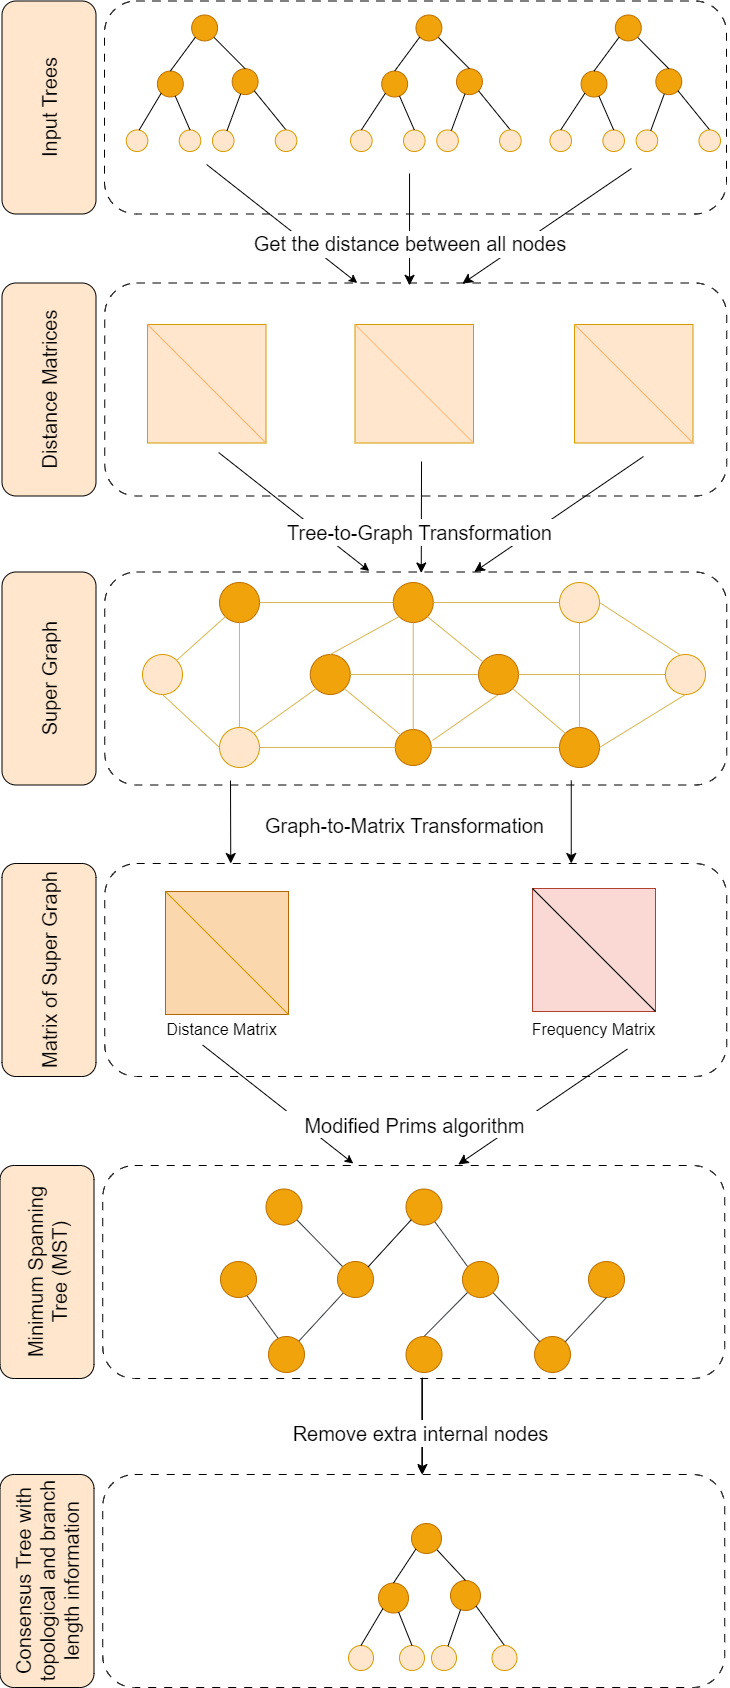 Input Trees
Get the distance between all nodes
Distance Matrices
Tree-to-Graph Transformation
Super Graph
Graph-to-Matrix Transformation
Matrix of Super Graph
Distance Matrix
Frequency Matrix
Modified Prims algorithm
Minimum Spanning
Tree (MST)
Remove extra internal nodes
Consensus Tree with
topological and branch
length information